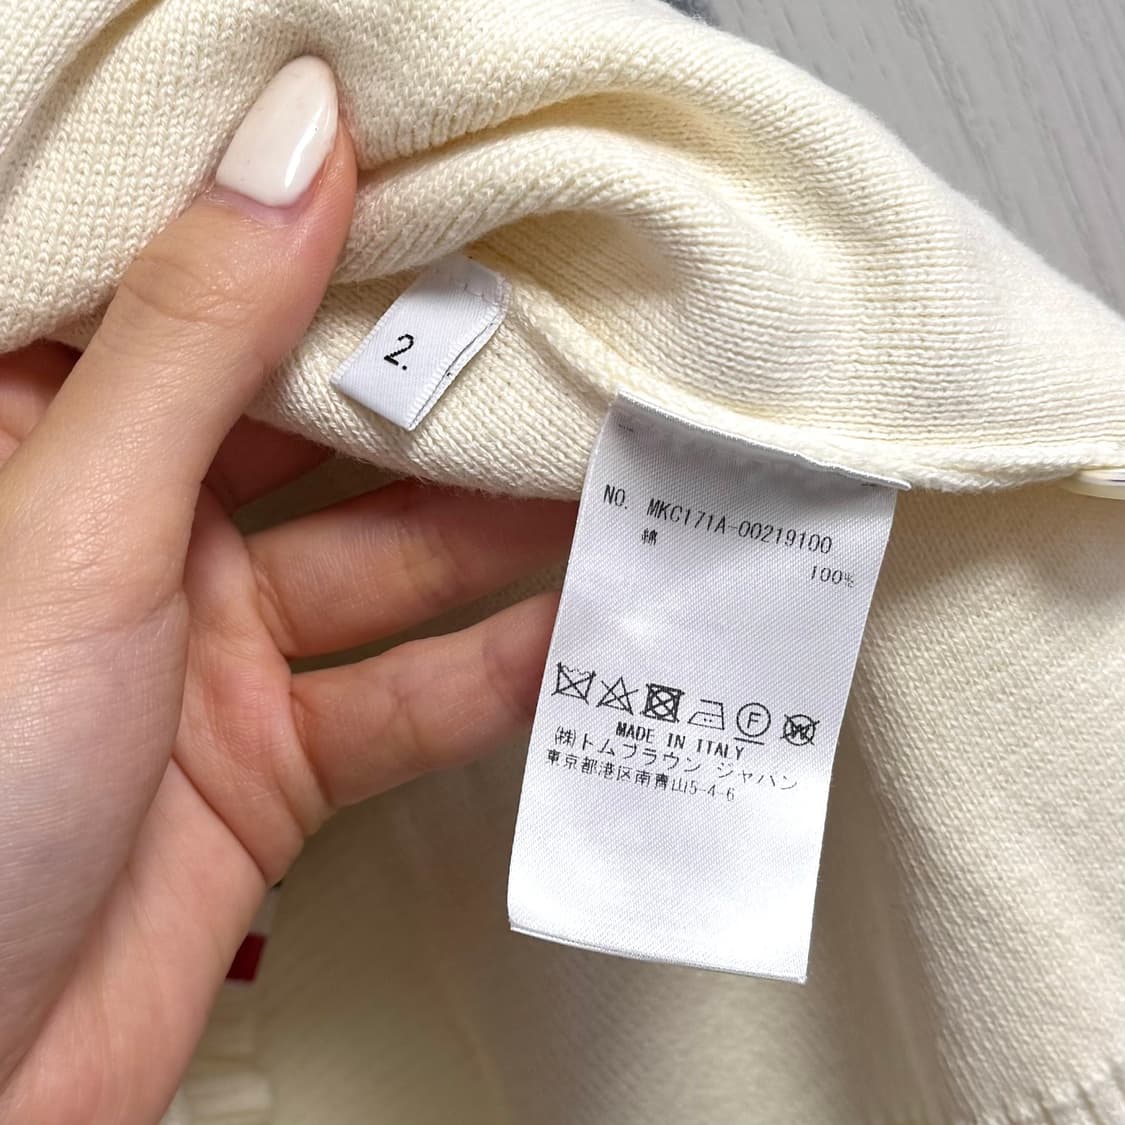 2.
NO. MKC171A-00219100
綿
100%
F
W
MADE IN ITALY
(株)トムブラウン ジャパン
東京都港区南青山5-4-6